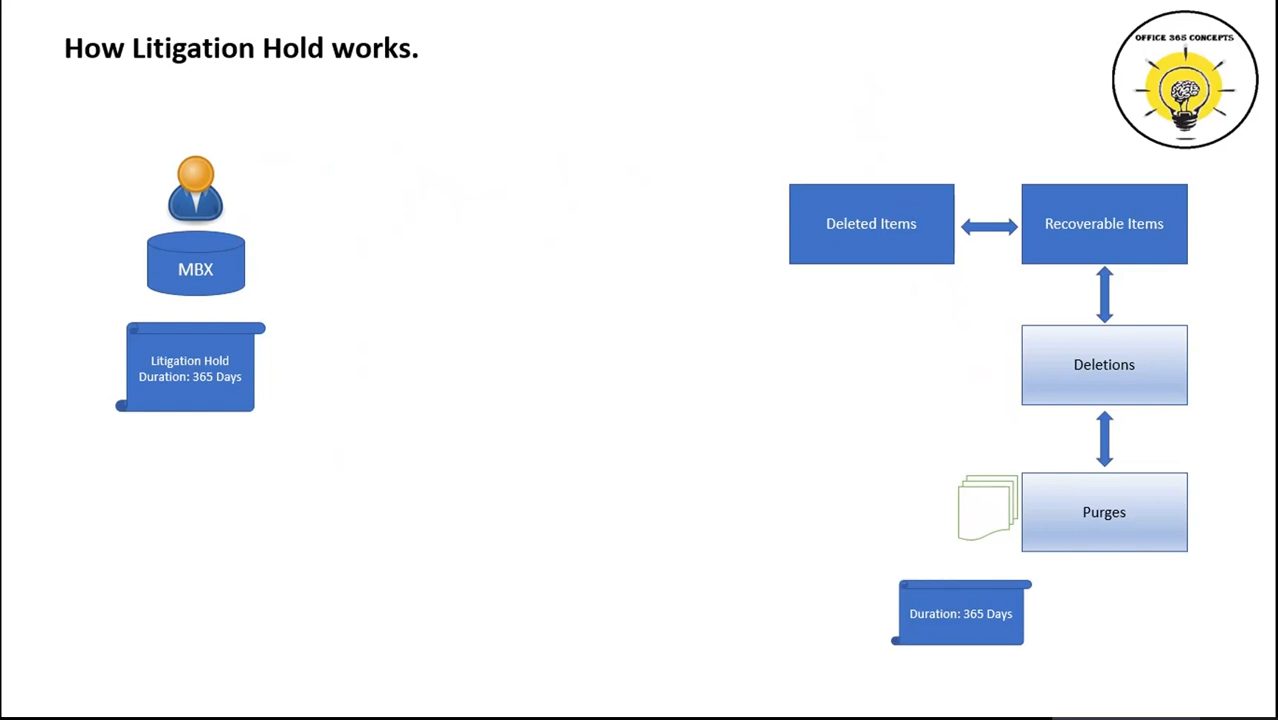 How Litigation Hold works.
OFFICE 365 CONCEPTS
MBX
Litigation Hold
Duration: 365 Days
Deleted Items
Recoverable Items
Deletions
Purges
Duration: 365 Days